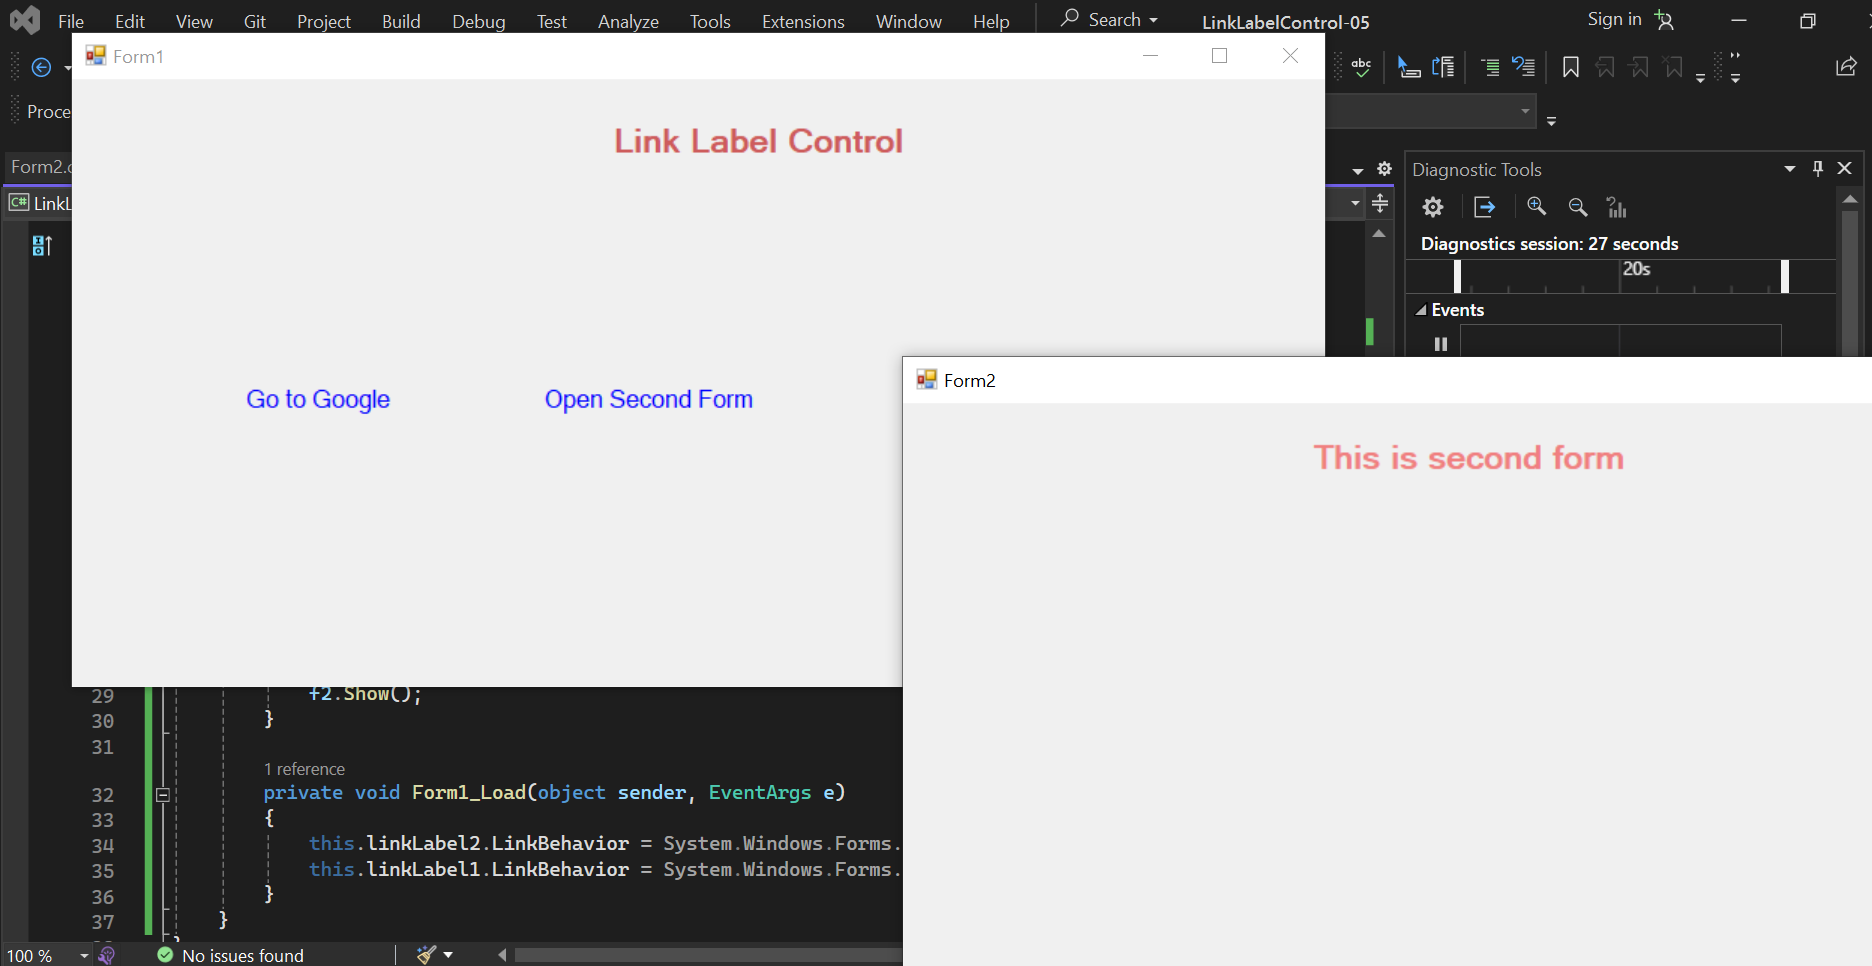 File Edit View Git Project Build Debug Test Analyze Tools Extensions Window Help Search LinkLabelControl-05 Sign in
Form1
abc
Proce
Link Label Control
Form2.c
Diagnostic Tools
C# LinkL
Diagnostics session: 27 seconds
20s
Events
Form2
Go to Google Open Second Form
This is second form
29 f2.Show();
30 }
31
1 reference
32 private void Form1_Load(object sender, EventArgs e)
33 {
34 this.linkLabel2.LinkBehavior = System.Windows.Forms.
35 this.linkLabel1.LinkBehavior = System.Windows.Forms.
36 }
37 }
100 % No issues found